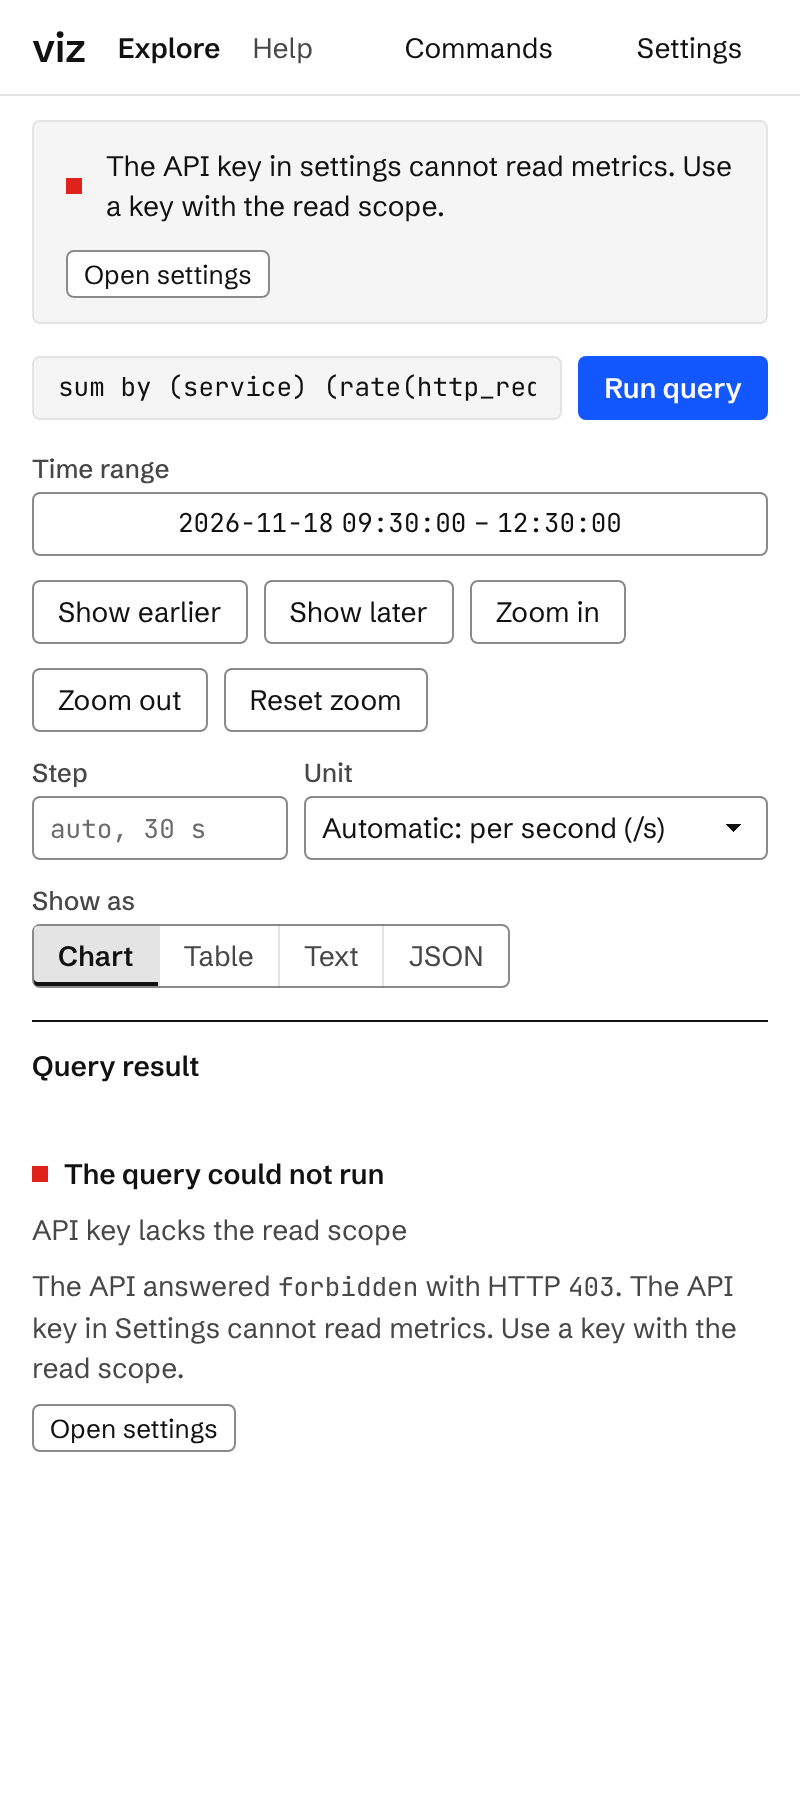 viz Explore Help Commands Settings
The API key in settings cannot read metrics. Use
a key with the read scope.
Open settings
sum by (service) (rate(http_rec Run query
Time range
2026-11-18 09:30:00 – 12:30:00
Show earlier Show later Zoom in
Zoom out Reset zoom
Step Unit
auto, 30 s Automatic: per second (/s)
Show as
Chart Table Text JSON
Query result
The query could not run
API key lacks the read scope
The API answered forbidden with HTTP 403. The API
key in Settings cannot read metrics. Use a key with the
read scope.
Open settings